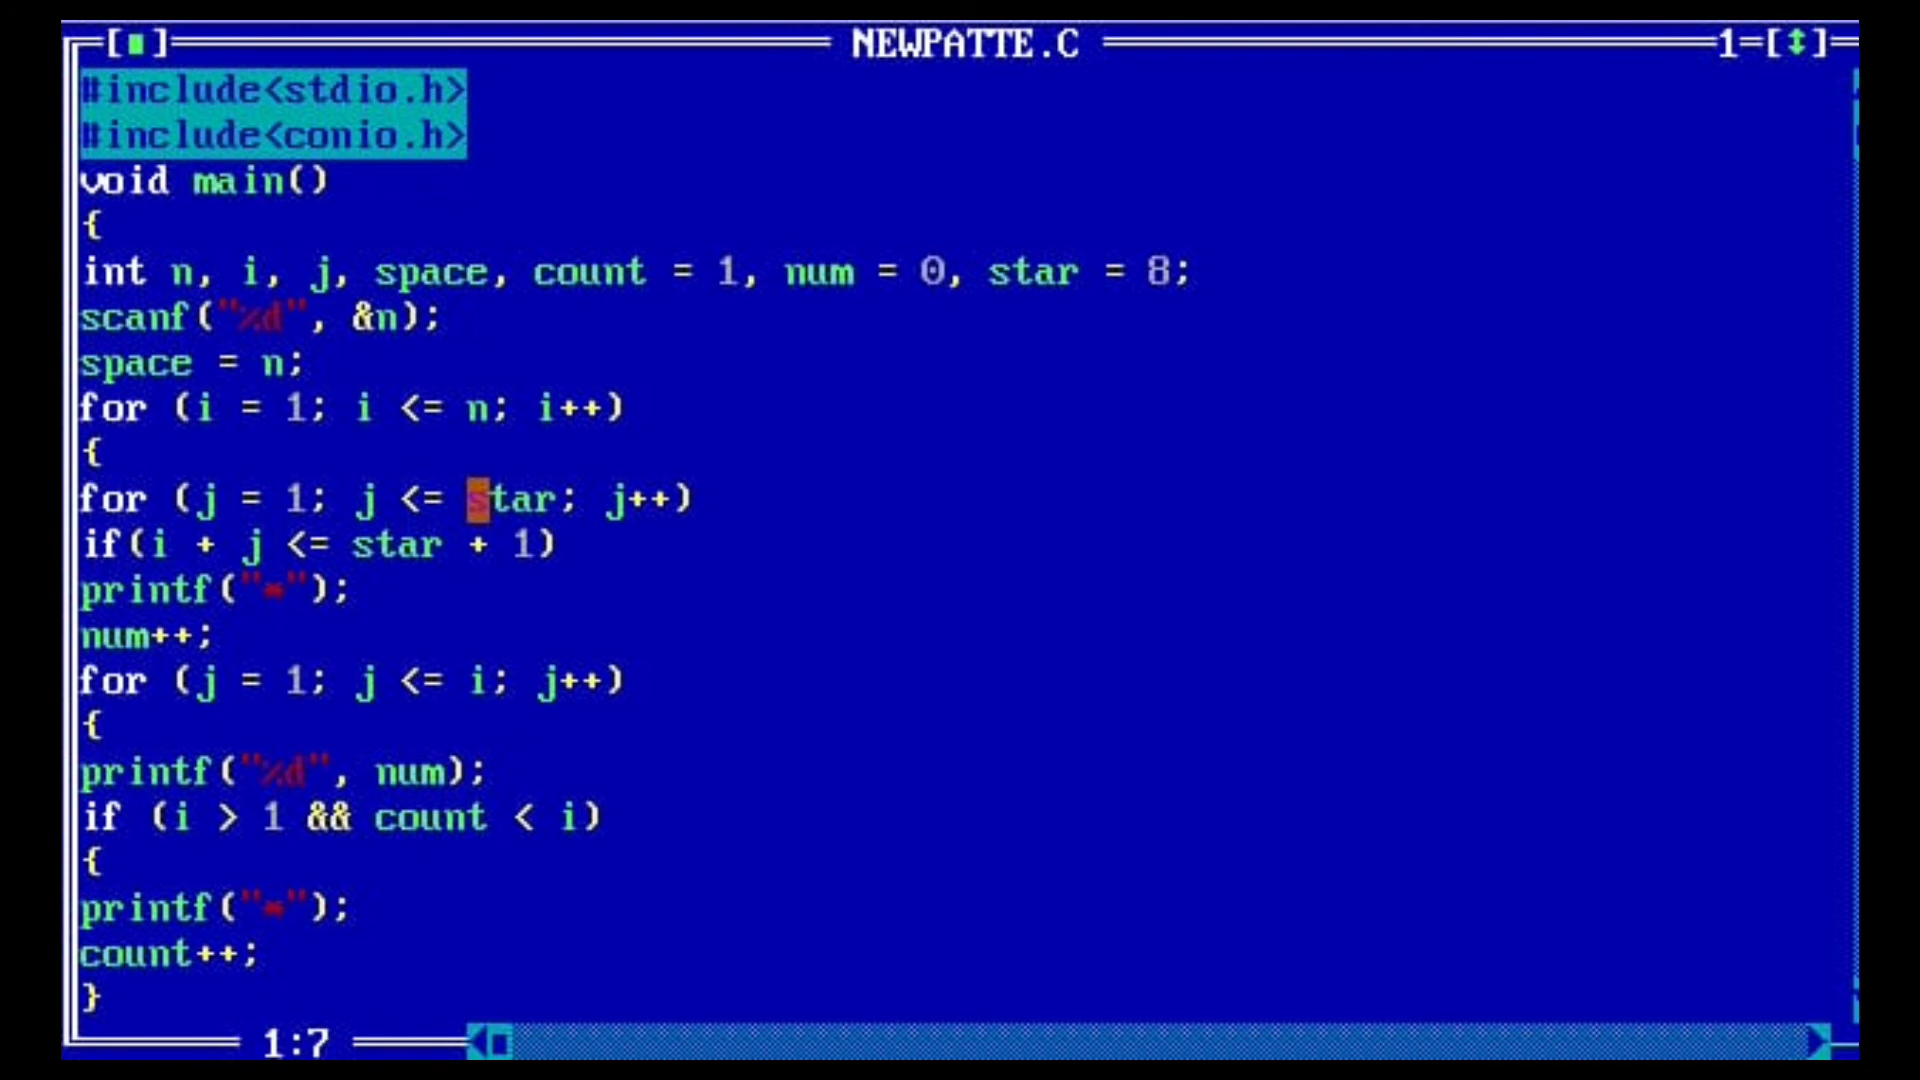 [■] NEWPATTE.C 1=[↕]
#include<stdio.h>
#include<conio.h>
void main()
{
int n, i, j, space, count = 1, num = 0, star = 8;
scanf("%d", &n);
space = n;
for (i = 1; i <= n; i++)
{
for (j = 1; j <= star; j++)
if(i + j <= star + 1)
printf("*");
num++;
for (j = 1; j <= i; j++)
{
printf("%d", num);
if (i > 1 && count < i)
{
printf("*");
count++;
}
1:7